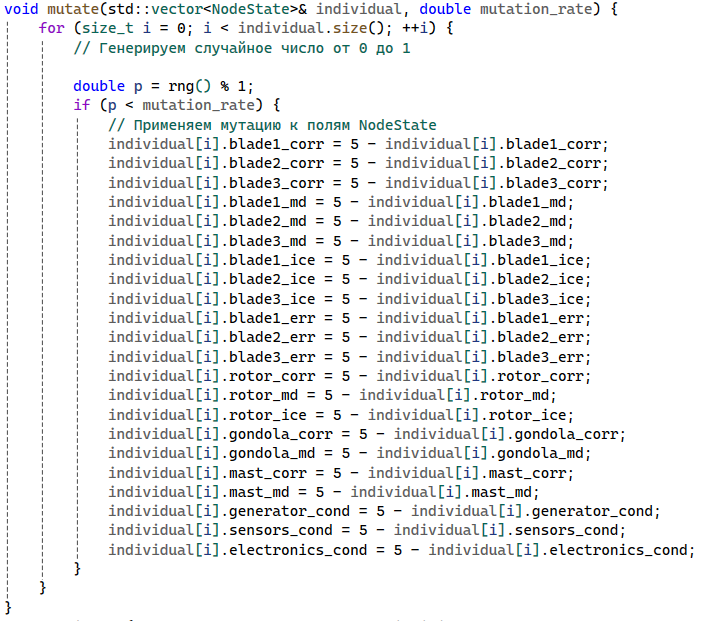 void mutate(std::vector<NodeState>& individual, double mutation_rate) {
for (size_t i = 0; i < individual.size(); ++i) {
// Генерируем случайное число от 0 до 1
double p = rng() % 1;
if (p < mutation_rate) {
// Применяем мутацию к полям NodeState
individual[i].blade1_corr = 5 - individual[i].blade1_corr;
individual[i].blade2_corr = 5 - individual[i].blade2_corr;
individual[i].blade3_corr = 5 - individual[i].blade3_corr;
individual[i].blade1_md = 5 - individual[i].blade1_md;
individual[i].blade2_md = 5 - individual[i].blade2_md;
individual[i].blade3_md = 5 - individual[i].blade3_md;
individual[i].blade1_ice = 5 - individual[i].blade1_ice;
individual[i].blade2_ice = 5 - individual[i].blade2_ice;
individual[i].blade3_ice = 5 - individual[i].blade3_ice;
individual[i].blade1_err = 5 - individual[i].blade1_err;
individual[i].blade2_err = 5 - individual[i].blade2_err;
individual[i].blade3_err = 5 - individual[i].blade3_err;
individual[i].rotor_corr = 5 - individual[i].rotor_corr;
individual[i].rotor_md = 5 - individual[i].rotor_md;
individual[i].rotor_ice = 5 - individual[i].rotor_ice;
individual[i].gondola_corr = 5 - individual[i].gondola_corr;
individual[i].gondola_md = 5 - individual[i].gondola_md;
individual[i].mast_corr = 5 - individual[i].mast_corr;
individual[i].mast_md = 5 - individual[i].mast_md;
individual[i].generator_cond = 5 - individual[i].generator_cond;
individual[i].sensors_cond = 5 - individual[i].sensors_cond;
individual[i].electronics_cond = 5 - individual[i].electronics_cond;
}
}
}